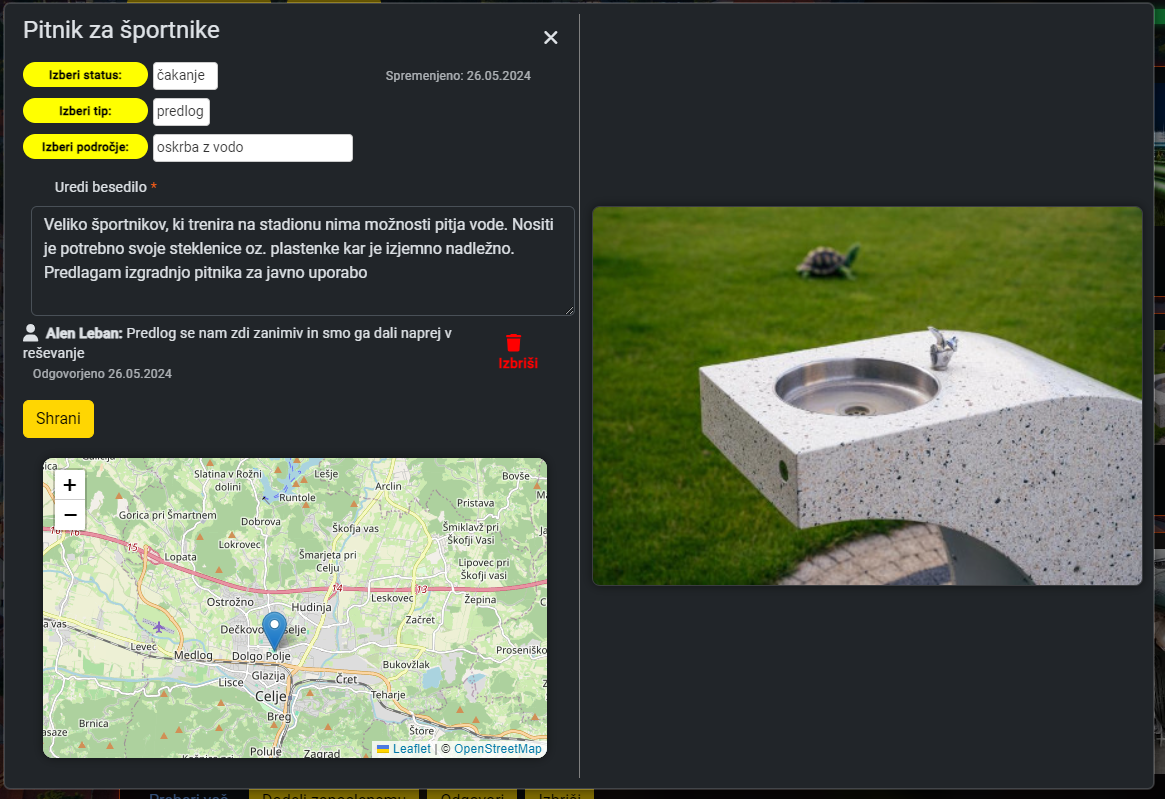 Pitnik za športnike
Izberi status: čakanje
Spremenjeno: 26.05.2024
Izberi tip: predlog
Izberi področje: oskrba z vodo
Uredi besedilo *
Veliko športnikov, ki trenira na stadionu nima možnosti pitja vode. Nositi
je potrebno svoje steklenice oz. plastenke kar je izjemno nadležno.
Predlagam izgradnjo pitnika za javno uporabo
Alen Leban: Predlog se nam zdi zanimiv in smo ga dali naprej v
reševanje
Odgovorjeno 26.05.2024
Izbriši
Shrani
+
−
Slatina v Rožni
dolini
Lešje
Bovše
Arclin
Runtole
Pristava
Gorica pri Šmartnem
Dobrova
Škofja vas
Šmiklavž pri
Škofji Vasi
15
Lokrovec
Lopata
Šmarjeta pri
Celju
Lipovec pri
Škofji vasi
14
13
Ostrožno
Hudinja
Leskovec
Žepina
Dečkovo
selje
Začret
Levec
Medlog
Dolgo Polje
Proseniško
Bukovžlak
Glazija
Lisce
Čret
Celje
Teharje
Breg
Brnica
Štore
Polule
Zagrad
Leaflet | © OpenStreetMap
Dodeli zaposlenemu
Odgovori
Izbriši